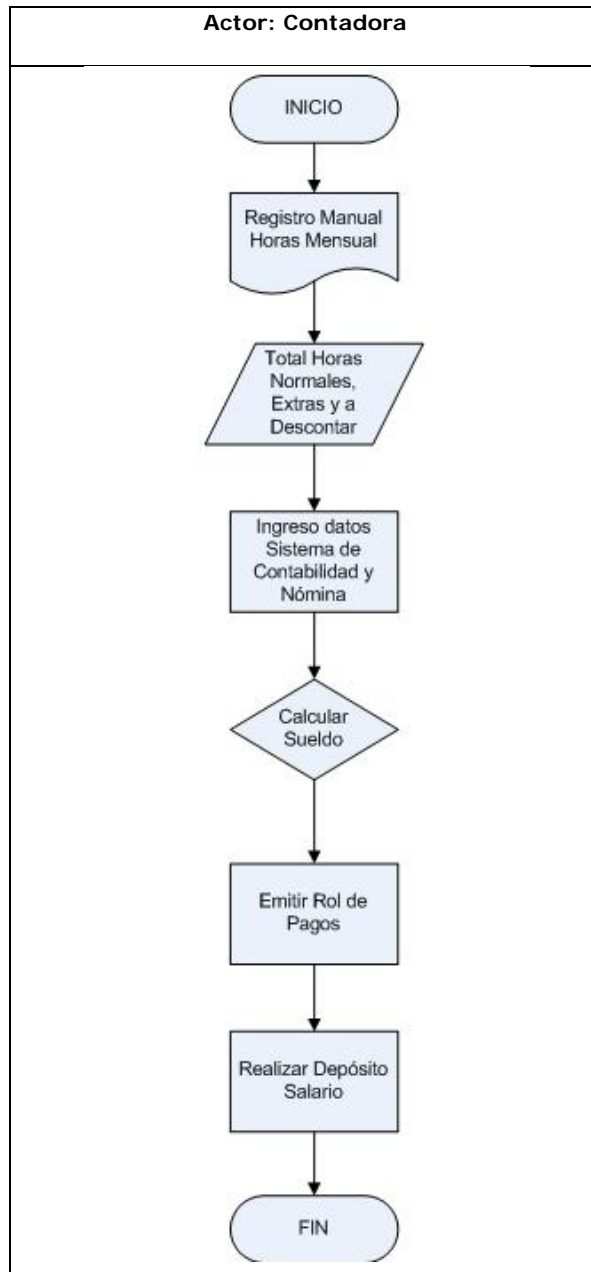 Actor: Contadora
INICIO
Registro Manual
Horas Mensual
Total Horas
Normales,
Extras y a
Descontar
Ingreso datos
Sistema de
Contabilidad y
Nómina
Calcular
Sueldo
Emitir Rol de
Pagos
Realizar Depósito
Salario
FIN